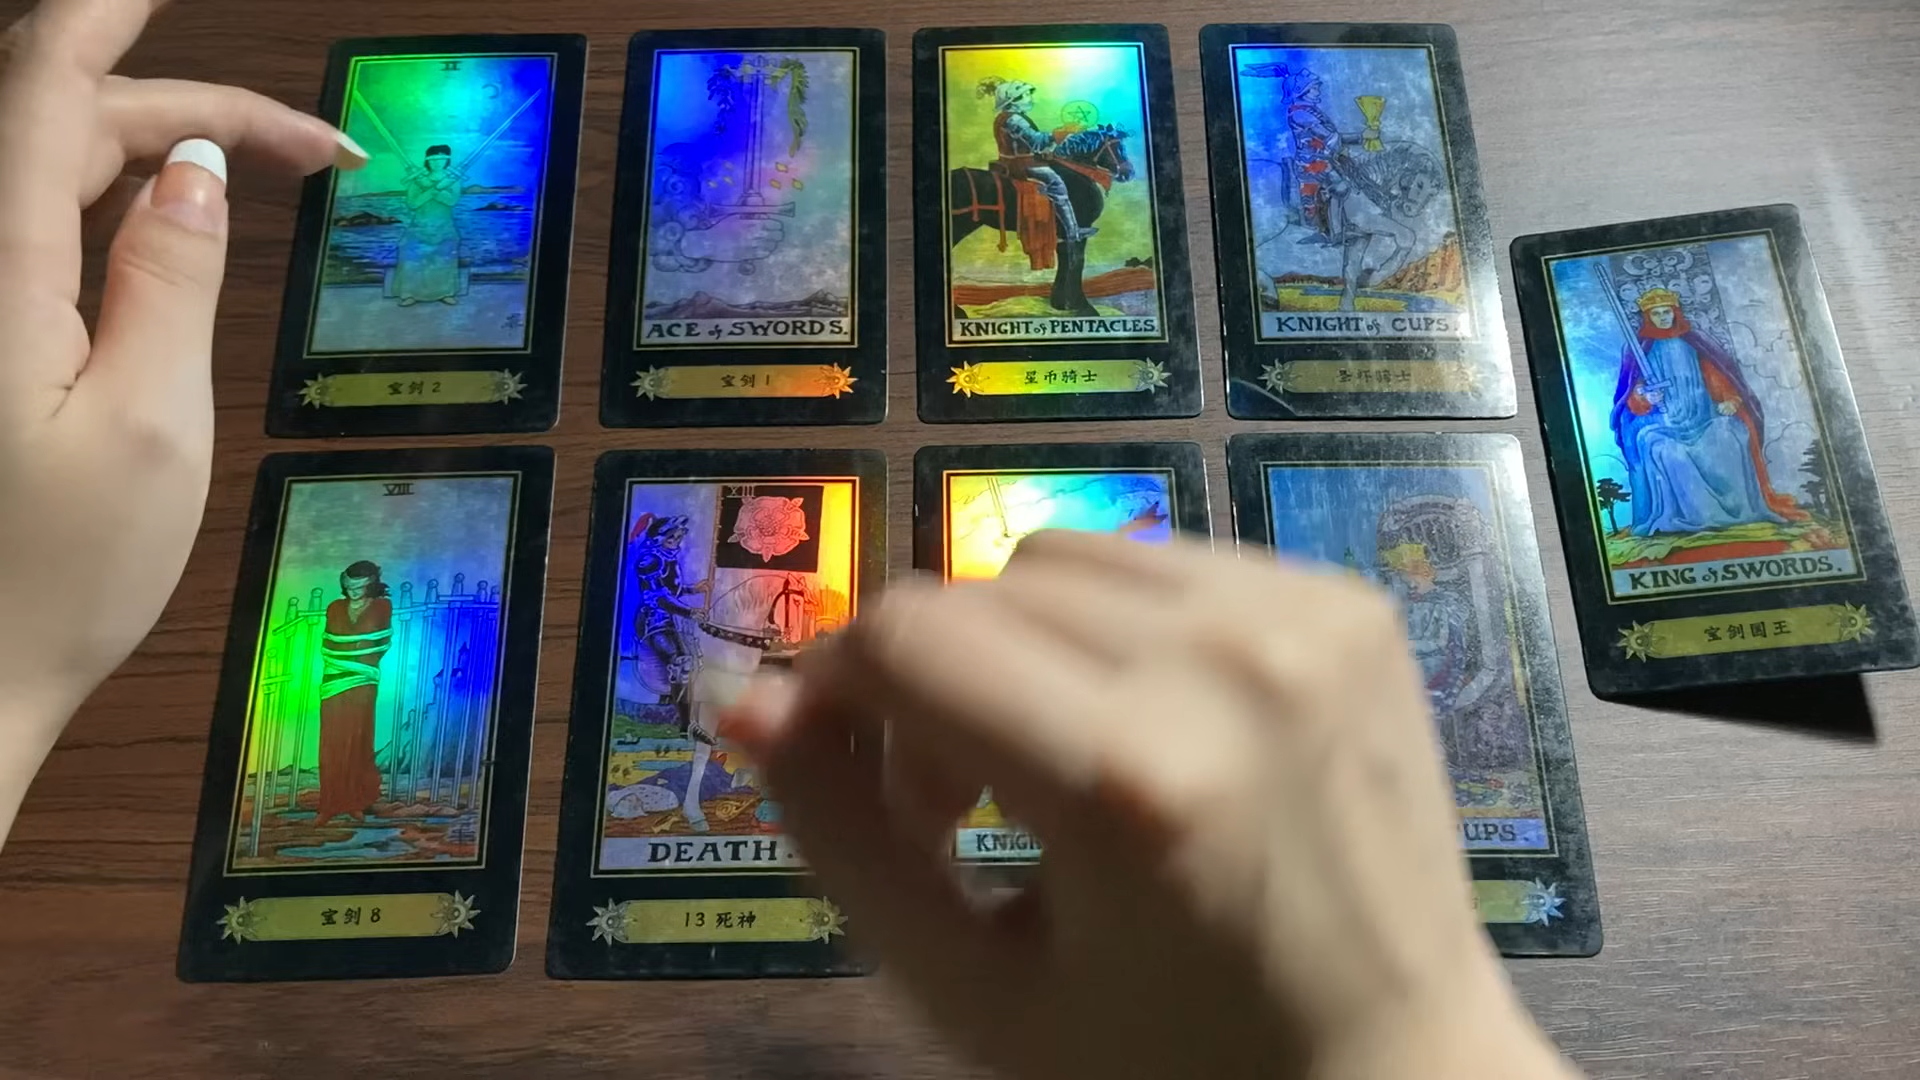 II
宝剑 2
ACE of SWORDS.
宝剑 1
KNIGHT of PENTACLES.
星币骑士
KNIGHT of CUPS.
圣杯骑士
KING of SWORDS.
宝剑国王
VIII
宝剑 8
XIII
DEATH.
13 死神
KNIGH
CUPS.